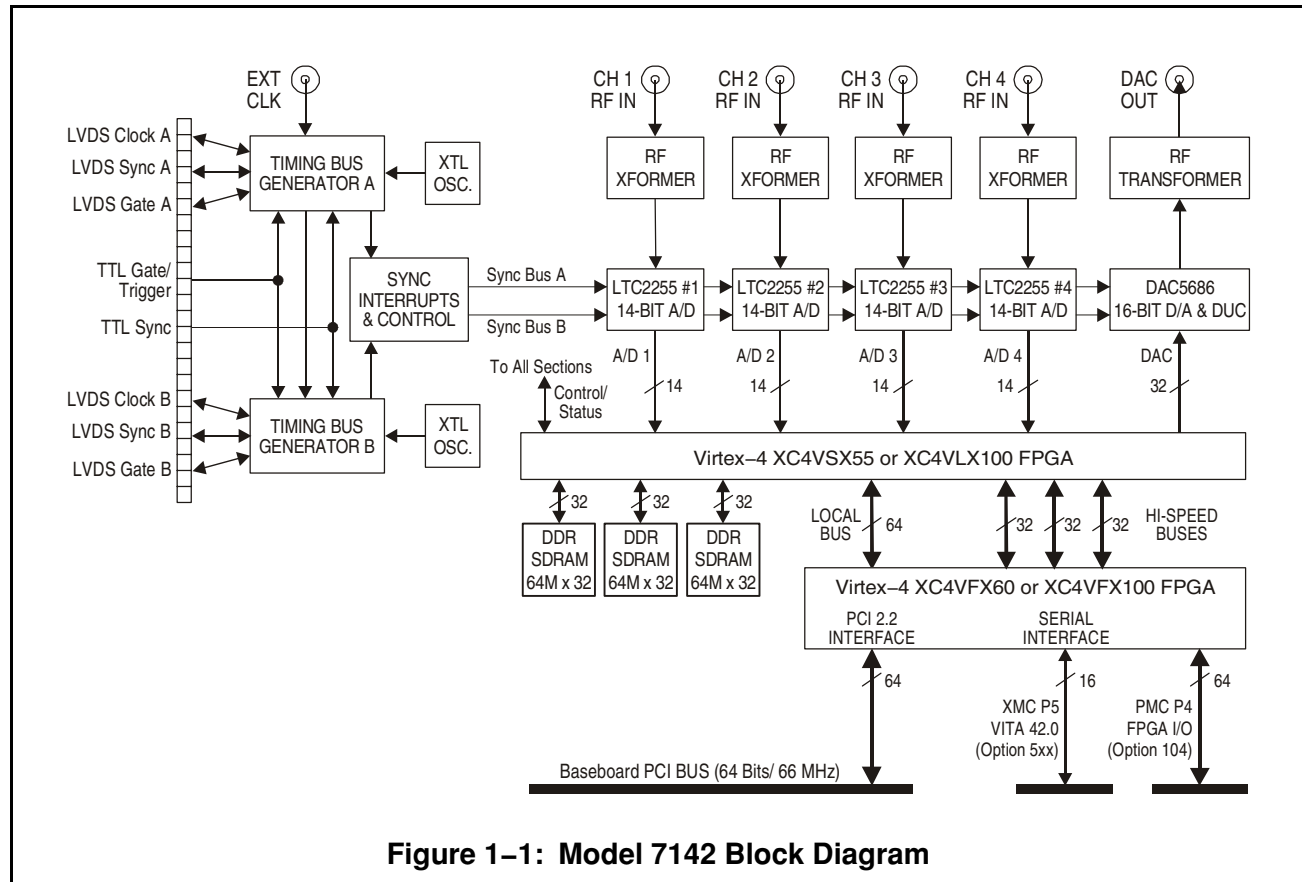 EXT
CLK
CH 1
RF IN
CH 2
RF IN
CH 3
RF IN
CH 4
RF IN
DAC
OUT
LVDS Clock A
LVDS Sync A
LVDS Gate A
TTL Gate/
Trigger
TTL Sync
LVDS Clock B
LVDS Sync B
LVDS Gate B
TIMING BUS
GENERATOR A
XTL
OSC.
SYNC
INTERRUPTS
& CONTROL
TIMING BUS
GENERATOR B
XTL
OSC.
RF
XFORMER
RF
XFORMER
RF
XFORMER
RF
XFORMER
RF
TRANSFORMER
Sync Bus A
Sync Bus B
LTC2255 #1
14-BIT A/D
LTC2255 #2
14-BIT A/D
LTC2255 #3
14-BIT A/D
LTC2255 #4
14-BIT A/D
DAC5686
16-BIT D/A & DUC
To All Sections
Control/
Status
A/D 1
14
A/D 2
14
A/D 3
14
A/D 4
14
DAC
32
Virtex−4 XC4VSX55 or XC4VLX100 FPGA
32
32
32
DDR
SDRAM
64M x 32
DDR
SDRAM
64M x 32
DDR
SDRAM
64M x 32
LOCAL
BUS
64
32
32
32
HI-SPEED
BUSES
Virtex−4 XC4VFX60 or XC4VFX100 FPGA
PCI 2.2
INTERFACE
SERIAL
INTERFACE
64
16
64
XMC P5
VITA 42.0
(Option 5xx)
PMC P4
FPGA I/O
(Option 104)
Baseboard PCI BUS (64 Bits/ 66 MHz)
Figure 1−1: Model 7142 Block Diagram